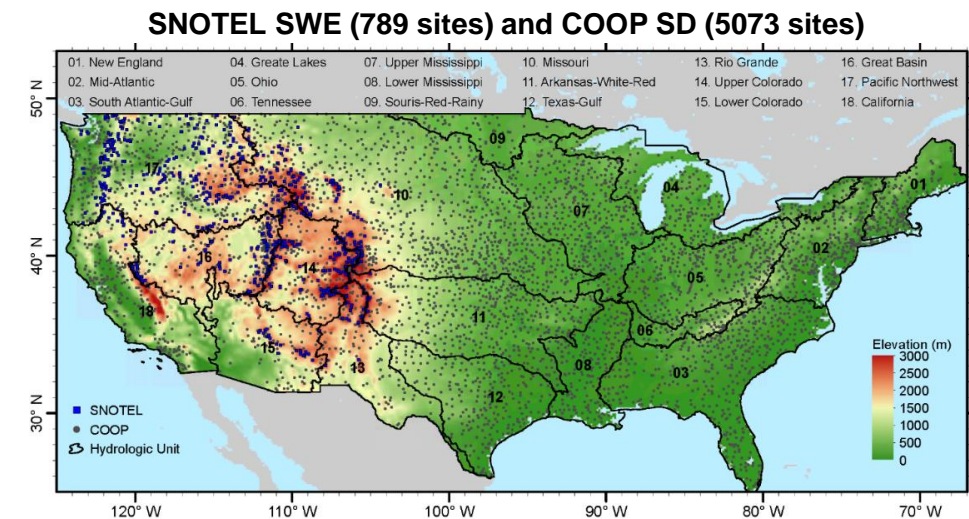 SNOTEL SWE (789 sites) and COOP SD (5073 sites)
01. New England 04. Greate Lakes 07. Upper Mississippi 10. Missouri 13. Rio Grande 16. Great Basin
02. Mid-Atlantic 05. Ohio 08. Lower Mississippi 11. Arkansas-White-Red 14. Upper Colorado 17. Pacific Northwest
03. South Atlantic-Gulf 06. Tennessee 09. Souris-Red-Rainy 12. Texas-Gulf 15. Lower Colorado 18. California
50° N
40° N
30° N
09
17
04
01
10
07
02
16
14
05
18
11
06
15
13
08
03
12
Elevation (m)
3000
2500
2000
1500
1000
500
0
SNOTEL
COOP
Hydrologic Unit
120° W 110° W 100° W 90° W 80° W 70° W